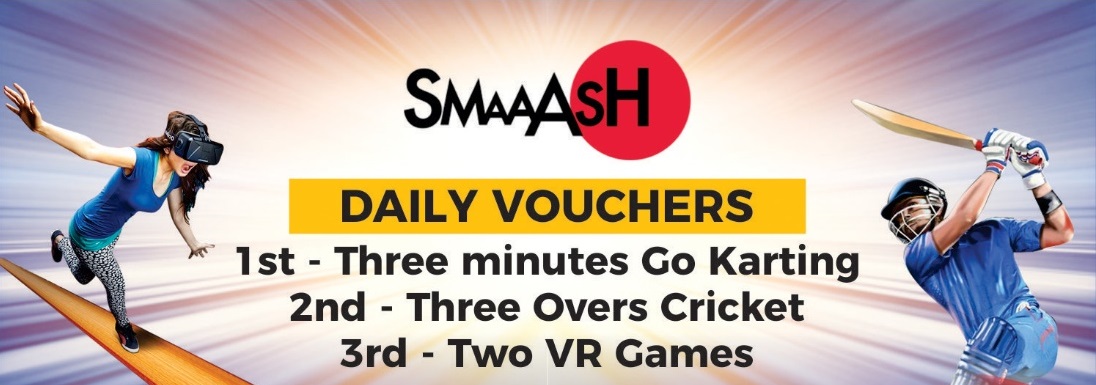 SMAAASH
DAILY VOUCHERS
1st - Three minutes Go Karting
2nd - Three Overs Cricket
3rd - Two VR Games